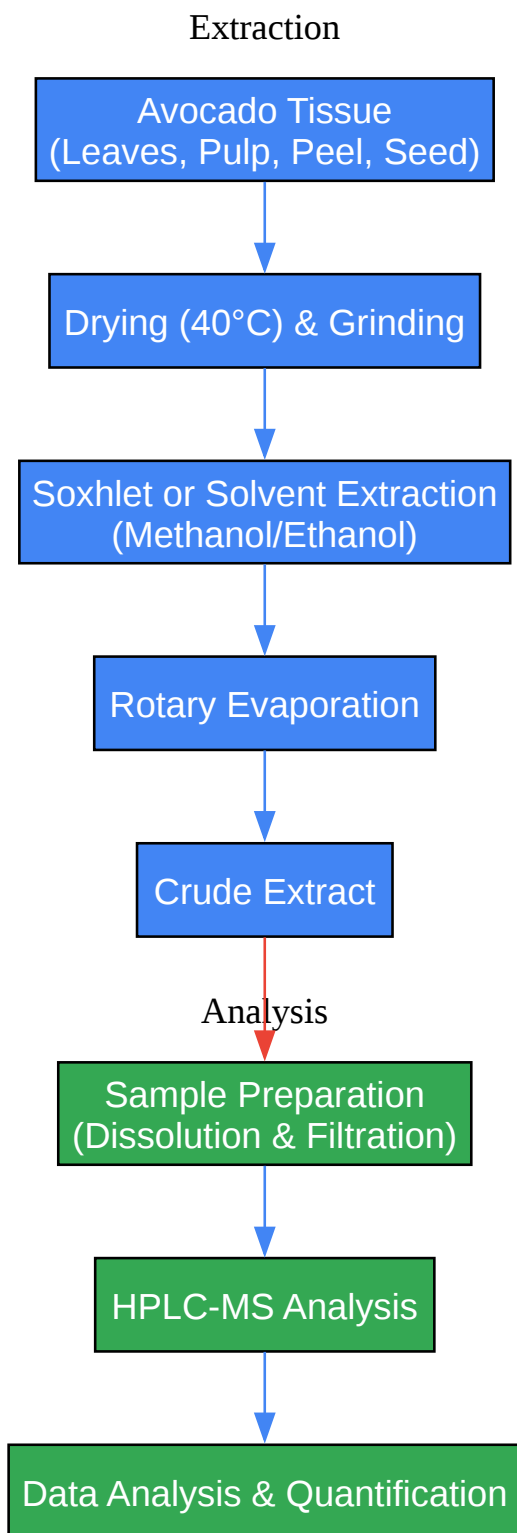 Extraction
Avocado Tissue
(Leaves, Pulp, Peel, Seed)
Drying (40°C) & Grinding
Soxhlet or Solvent Extraction
(Methanol/Ethanol)
Rotary Evaporation
Crude Extract
Analysis
Sample Preparation
(Dissolution & Filtration)
HPLC-MS Analysis
Data Analysis & Quantification